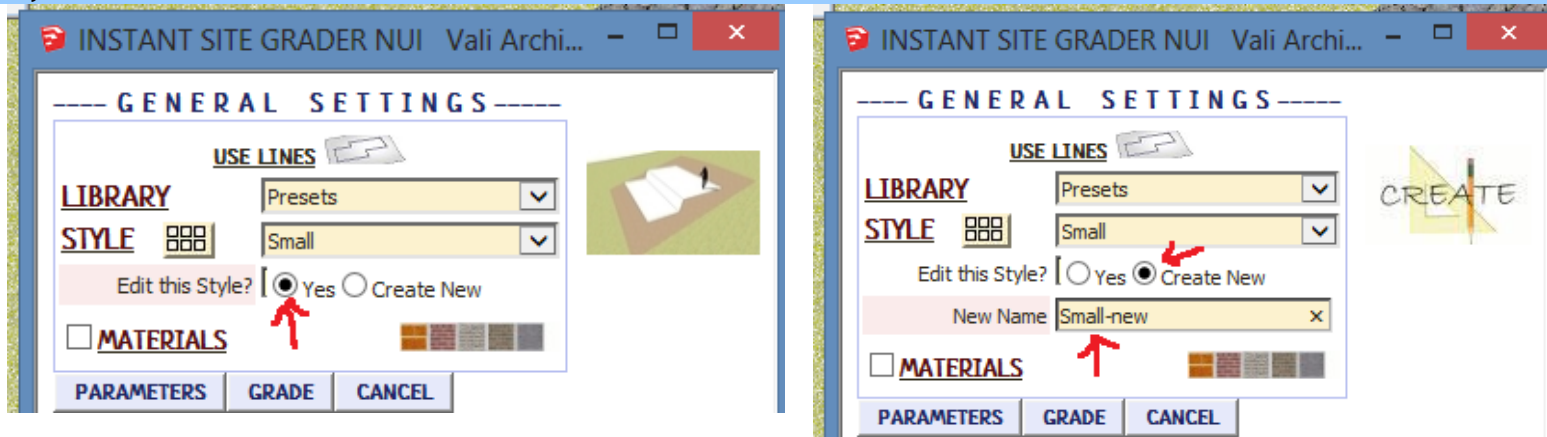 INSTANT SITE GRADER NUI Vali Archi...
---- GENERAL SETTINGS-----
USE LINES
LIBRARY Presets
STYLE Small
Edit this Style? Yes Create New
MATERIALS
PARAMETERS GRADE CANCEL
INSTANT SITE GRADER NUI Vali Archi...
---- GENERAL SETTINGS-----
USE LINES
LIBRARY Presets
CREATE
STYLE Small
Edit this Style? Yes Create New
New Name Small-new
MATERIALS
PARAMETERS GRADE CANCEL